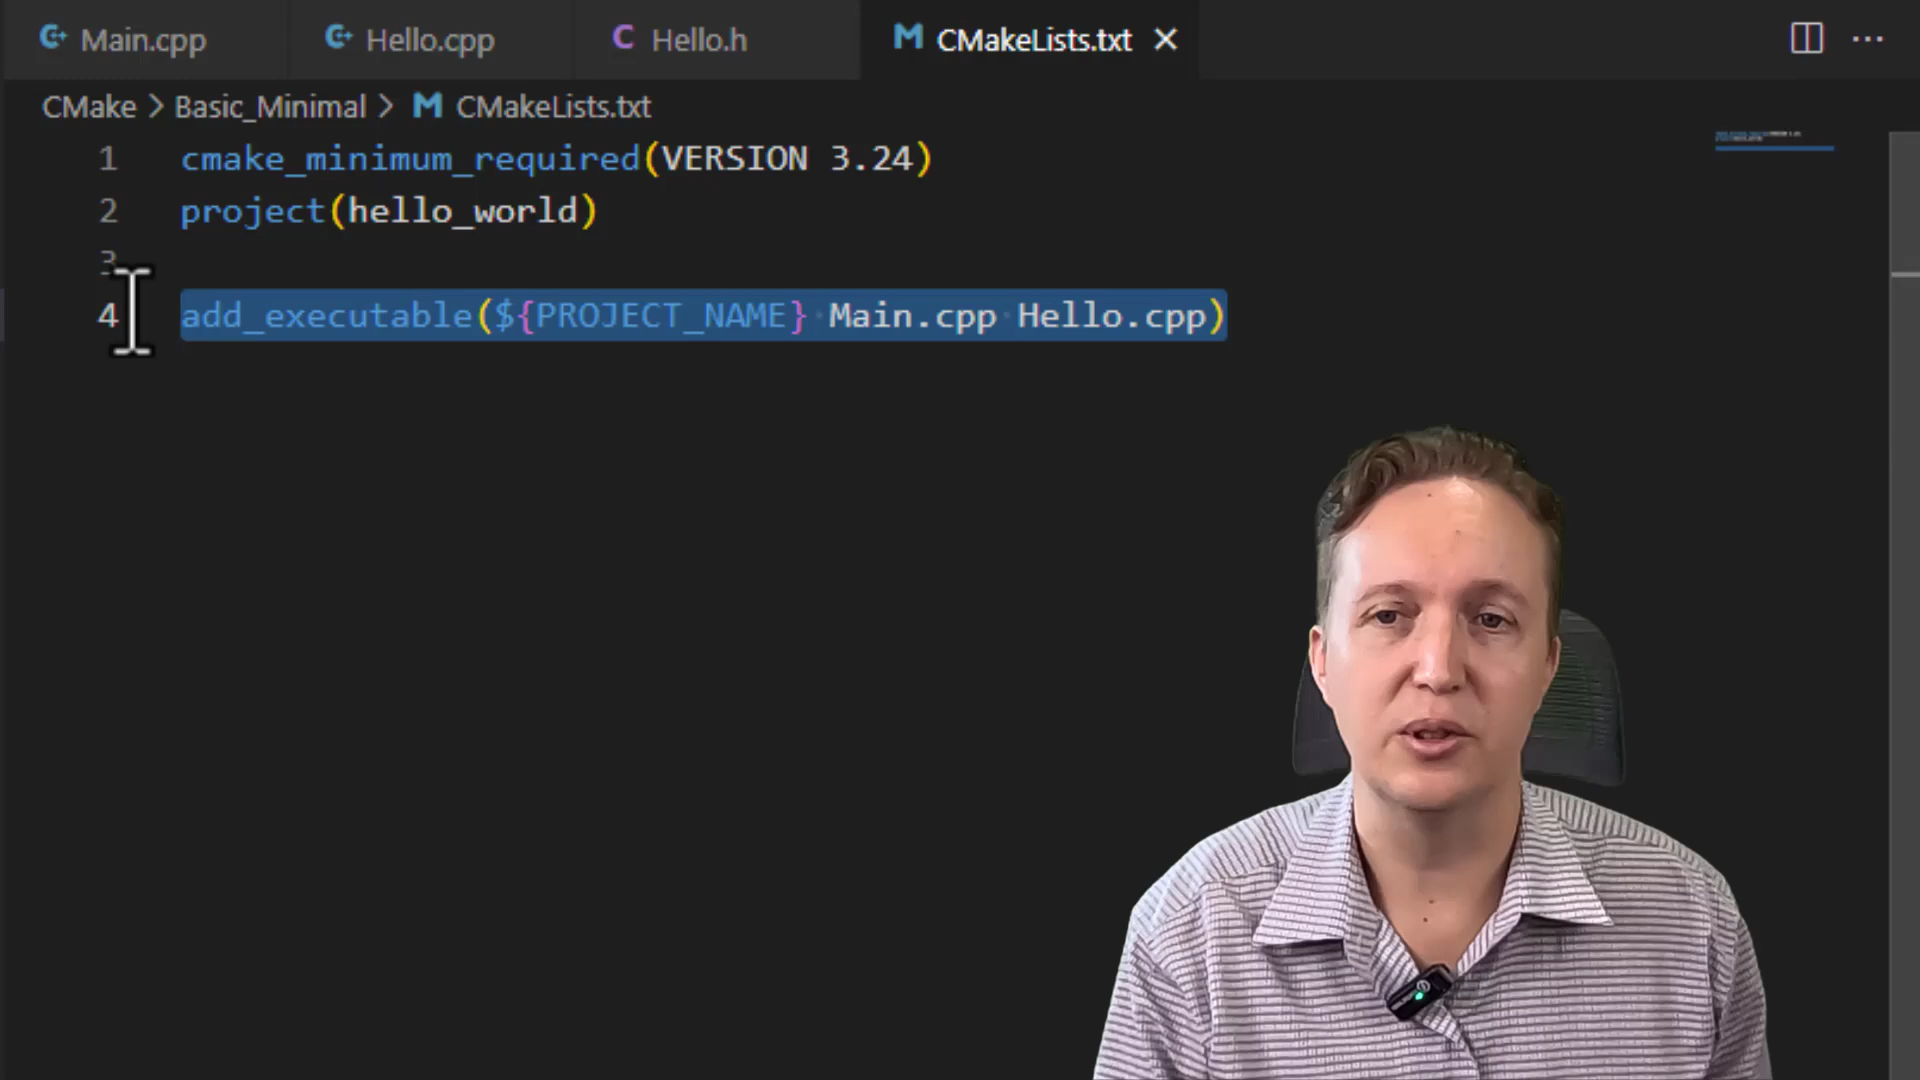 Main.cpp Hello.cpp C Hello.h M CMakeLists.txt
CMake > Basic_Minimal > M CMakeLists.txt
1 cmake_minimum_required(VERSION 3.24)
2 project(hello_world)
3
4 add_executable(${PROJECT_NAME} Main.cpp Hello.cpp)